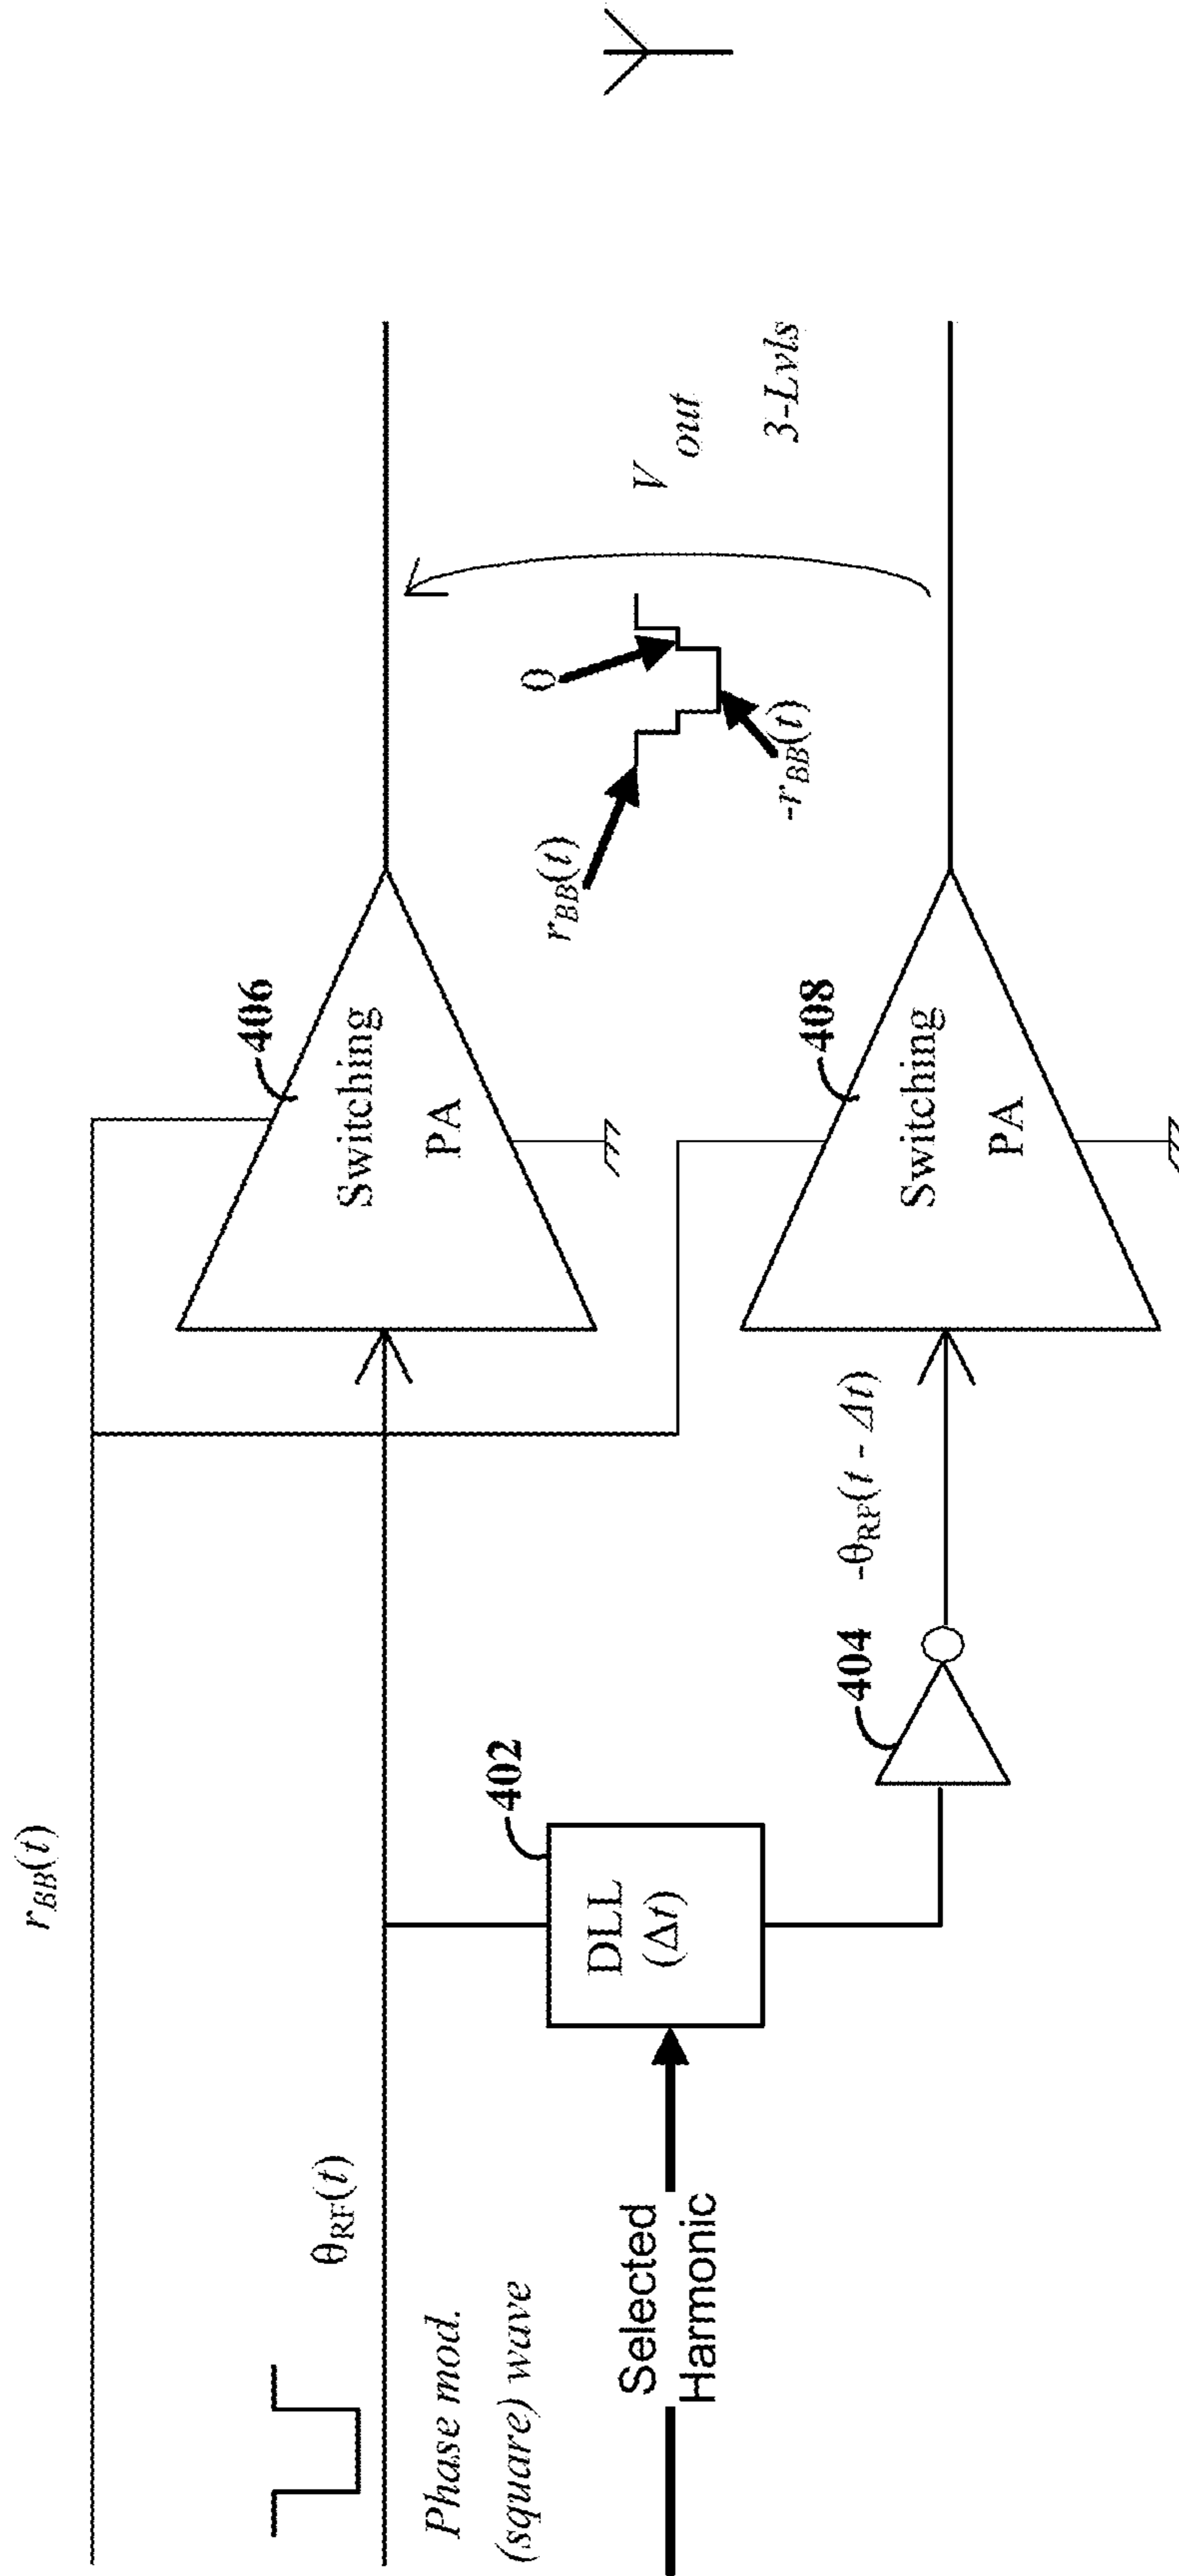 r_BB(t)
θ_RF(t)
Phase mod.
(square) wave
Selected
Harmonic
402
DLL
(Δt)
404
-θ_RF(t - Δt)
406
Switching
PA
408
Switching
PA
r_BB(t)
0
-r_BB(t)
V_out
3-Lvls